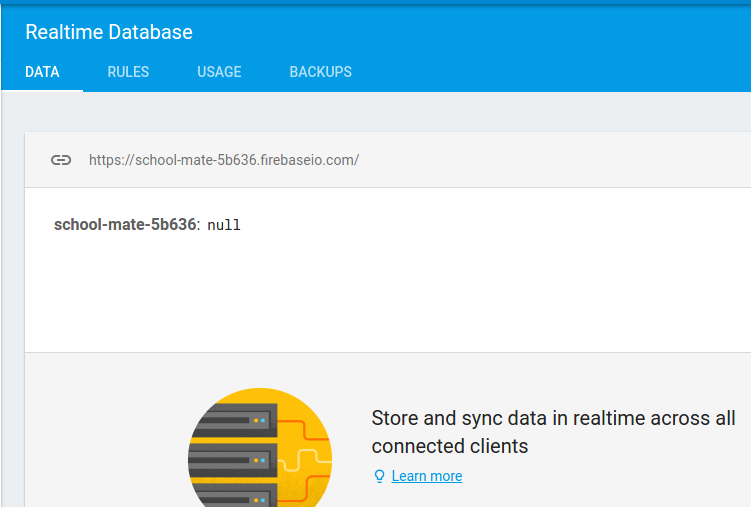 Realtime Database
DATA RULES USAGE BACKUPS
https://school-mate-5b636.firebaseio.com/
school-mate-5b636: null
Store and sync data in realtime across all
connected clients
Learn more